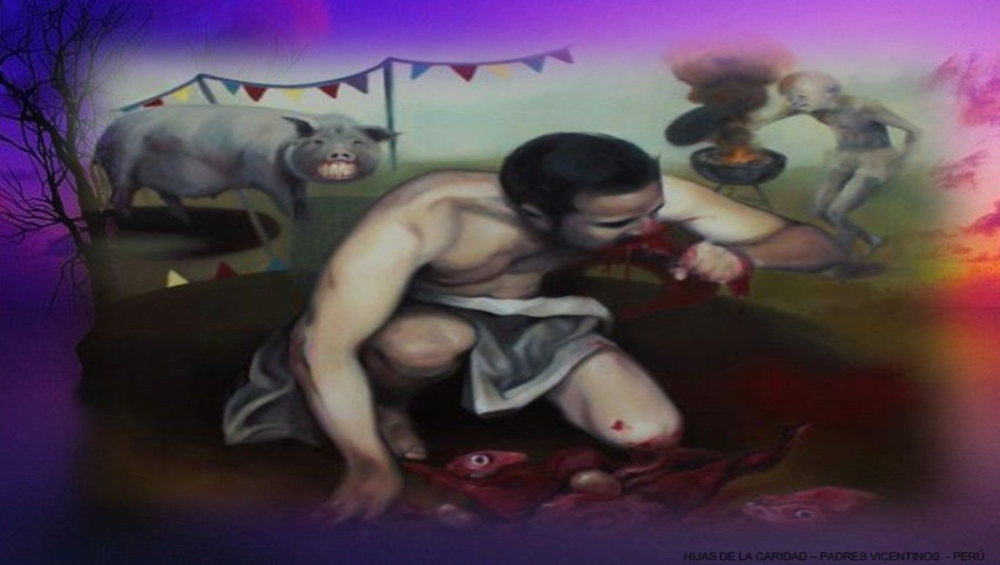 HIJAS DE LA CARIDAD – PADRES VICENTINOS - PERÚ